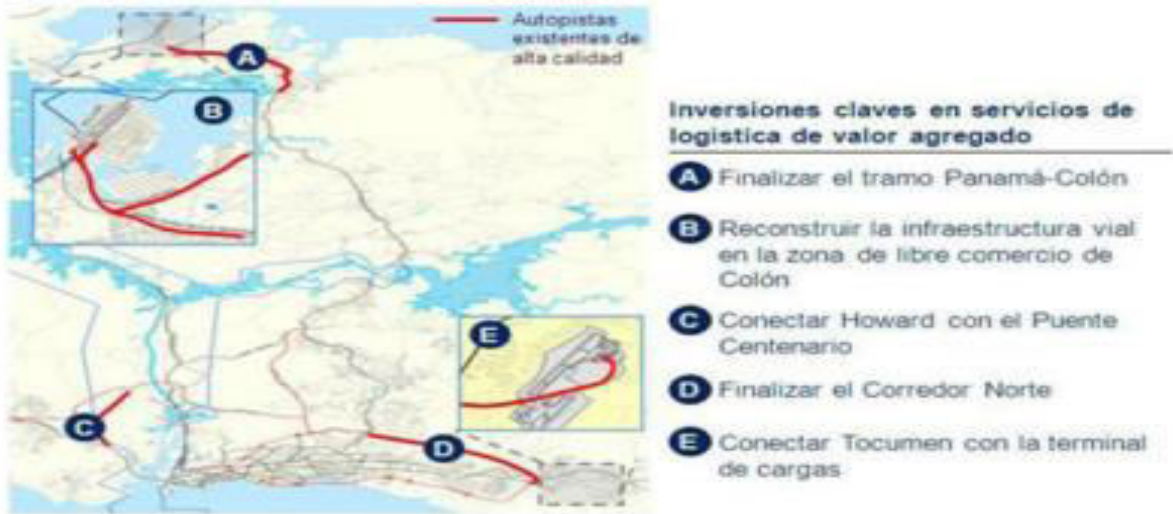 Autopistas
existentes de
alta calidad
A
B
Inversiones claves en servicios de
logistica de valor agregado
A Finalizar el tramo Panamá-Colón
B Reconstruir la infraestructura vial
en la zona de libre comercio de
Colón
E
C Conectar Howard con el Puente
Centenario
D Finalizar el Corredor Norte
C
D
E Conectar Tocumen con la terminal
de cargas